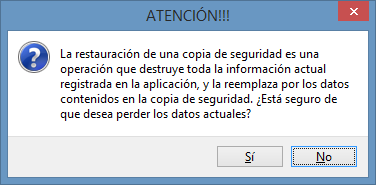 ATENCIÓN!!!
La restauración de una copia de seguridad es una
operación que destruye toda la información actual
registrada en la aplicación, y la reemplaza por los datos
contenidos en la copia de seguridad. ¿Está seguro de
que desea perder los datos actuales?
Sí
No